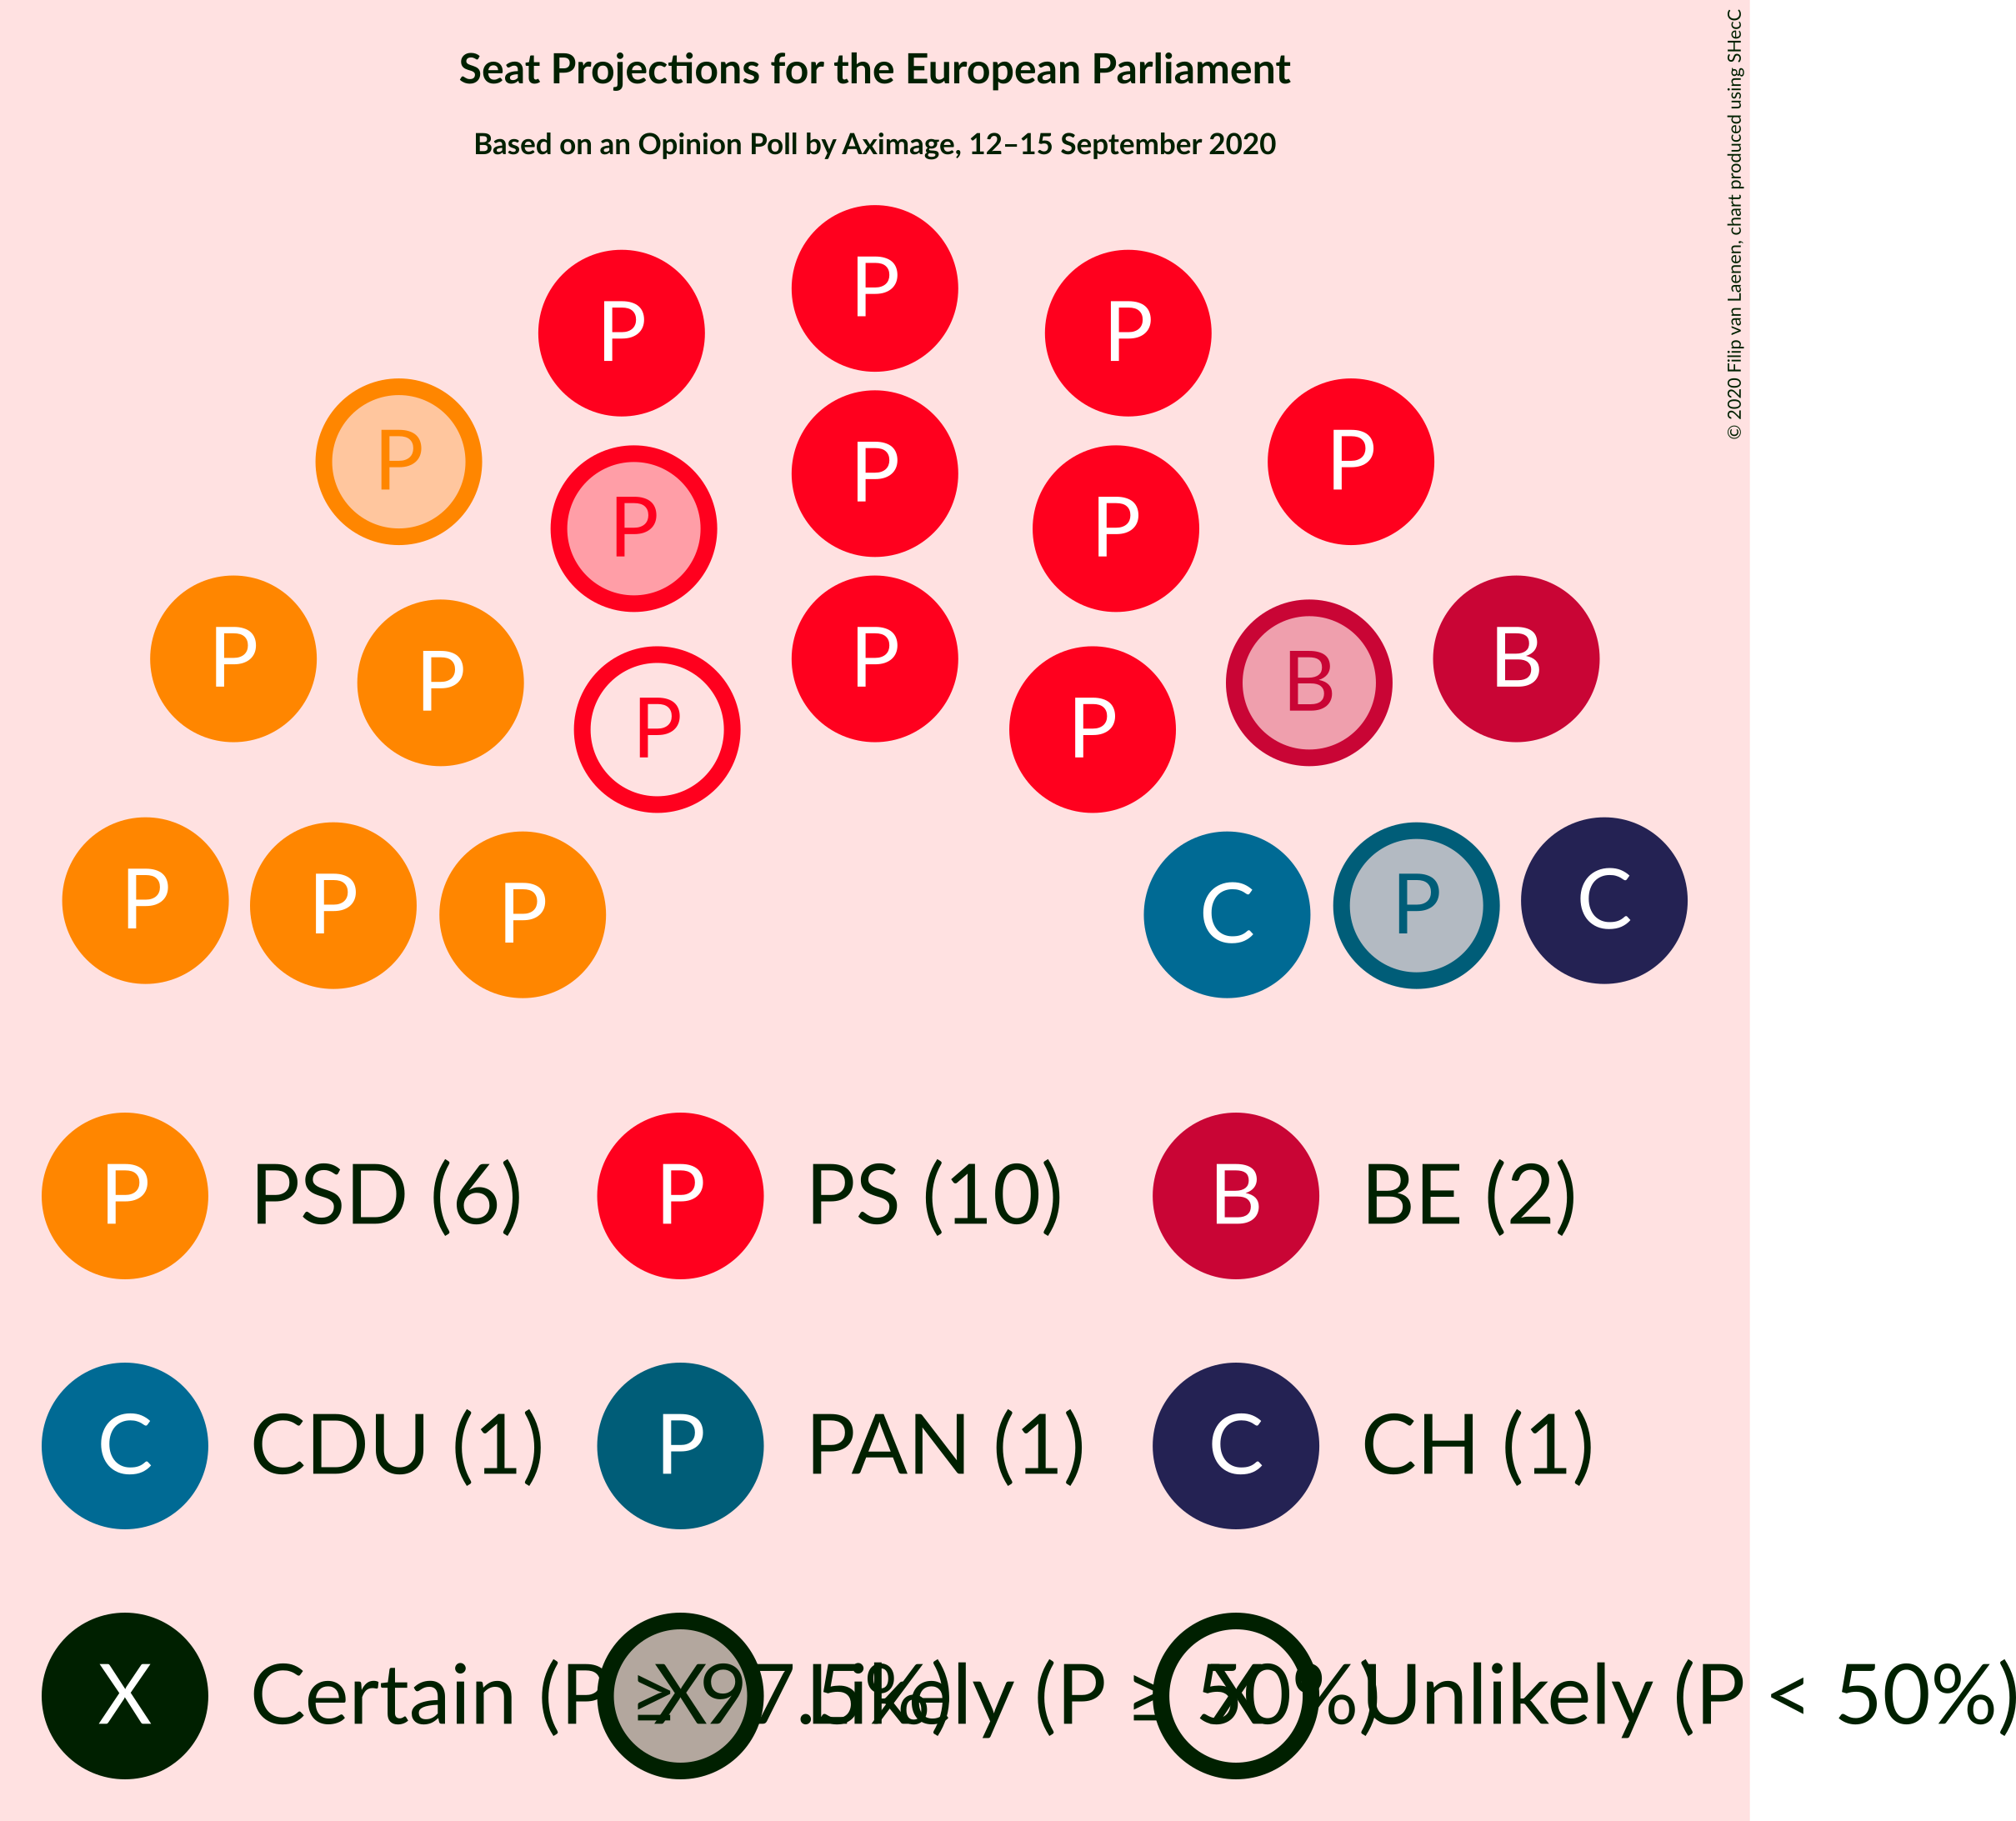 Seat Projections for the European Parliament
Based on an Opinion Poll by Aximage, 12–15 September 2020
© 2020 Filip van Laenen, chart produced using SHecC
P
P P
P P
P
P P
P
P B
P P
P P
B
P C
P P
P C
P PSD (6) P PS (10) B BE (2)
C CDU (1) P PAN (1) C CH (1)
X Certain (P ≥ 97.5%) X Likely (P ≥ 50%) X Unlikely (P < 50%)